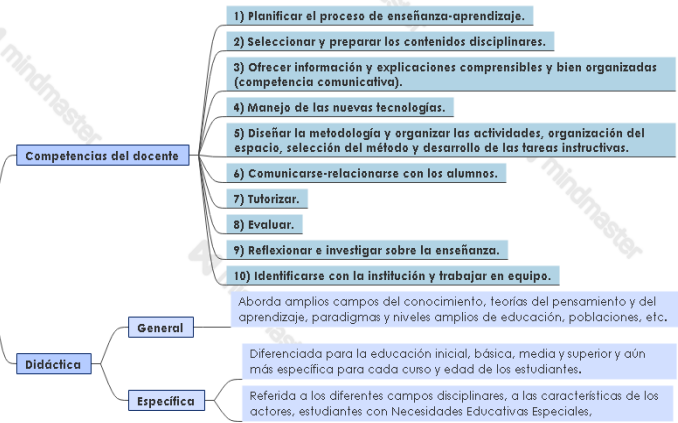 1) Planificar el proceso de enseñanza-aprendizaje.
2) Seleccionar y preparar los contenidos disciplinares.
3) Ofrecer información y explicaciones comprensibles y bien organizadas
(competencia comunicativa).
4) Manejo de las nuevas tecnologías.
Competencias del docente
5) Diseñar la metodología y organizar las actividades, organización del
espacio, selección del método y desarrollo de las tareas instructivas.
6) Comunicarse-relacionarse con los alumnos.
7) Tutorizar.
8) Evaluar.
9) Reflexionar e investigar sobre la enseñanza.
10) Identificarse con la institución y trabajar en equipo.
Didáctica
General
Aborda amplios campos del conocimiento, teorías del pensamiento y del
aprendizaje, paradigmas y niveles amplios de educación, poblaciones, etc.
Específica
Diferenciada para la educación inicial, básica, media y superior y aún
más específica para cada curso y edad de los estudiantes.
Referida a los diferentes campos disciplinares, a las características de los
actores, estudiantes con Necesidades Educativas Especiales,
mindmaster
mindmaster